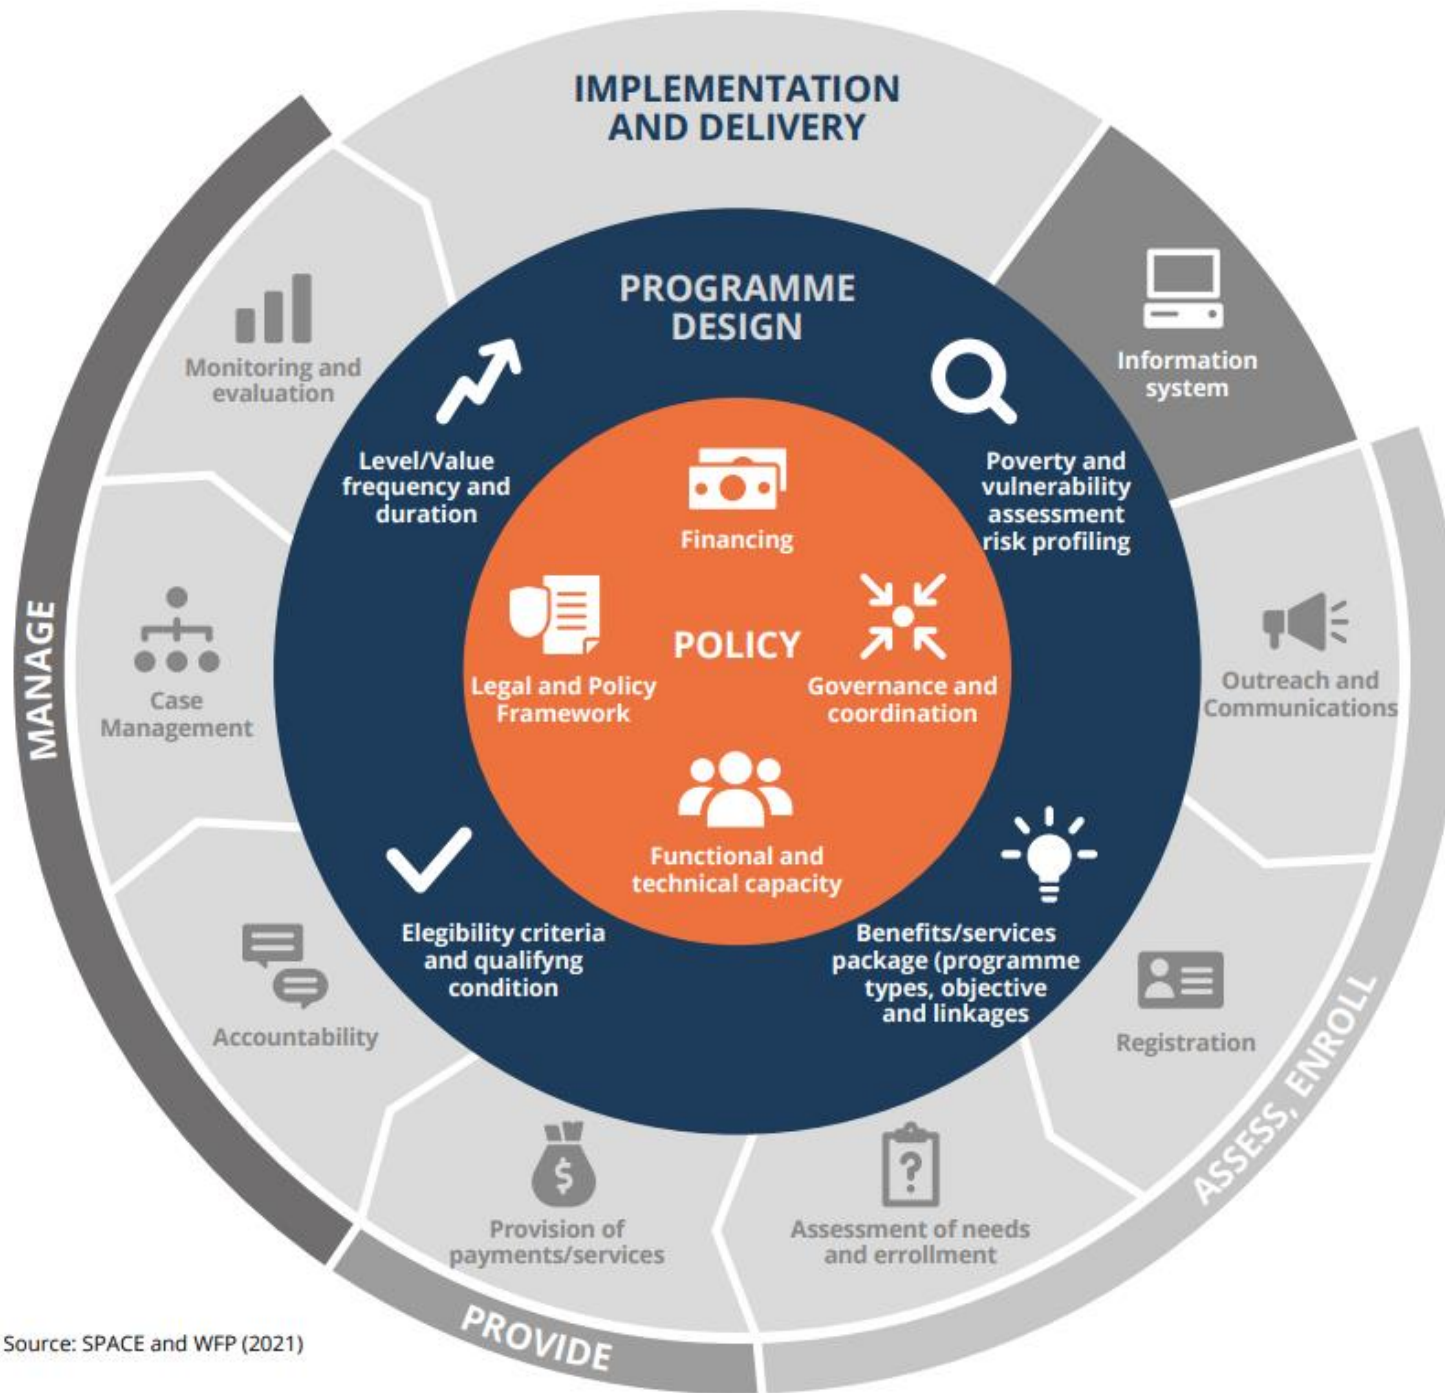 IMPLEMENTATION
AND DELIVERY
PROGRAMME
DESIGN
Information
system
Monitoring and
evaluation
Level/Value
frequency and
duration
Poverty and
vulnerability
assessment
risk profiling
Financing
POLICY
Legal and Policy
Framework
Governance and
coordination
Functional and
technical capacity
MANAGE
Case
Management
Outreach and
Communications
Elegibility criteria
and qualifyng
condition
Benefits/services
package (programme
types, objective
and linkages
Accountability
Registration
ASSESS, ENROLL
$
Provision of
payments/services
?
Assessment of needs
and errollment
PROVIDE
Source: SPACE and WFP (2021)